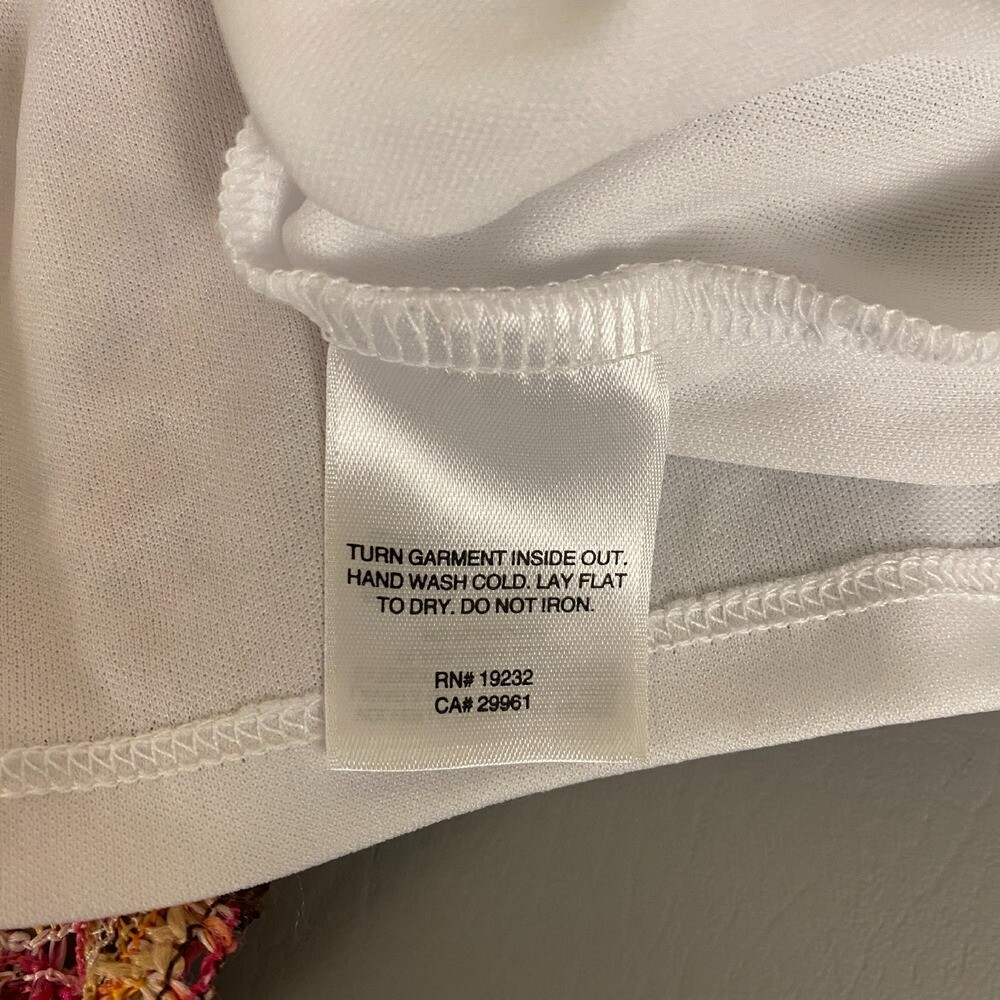 TURN GARMENT INSIDE OUT.
HAND WASH COLD. LAY FLAT
TO DRY. DO NOT IRON.
RN# 19232
CA# 29961